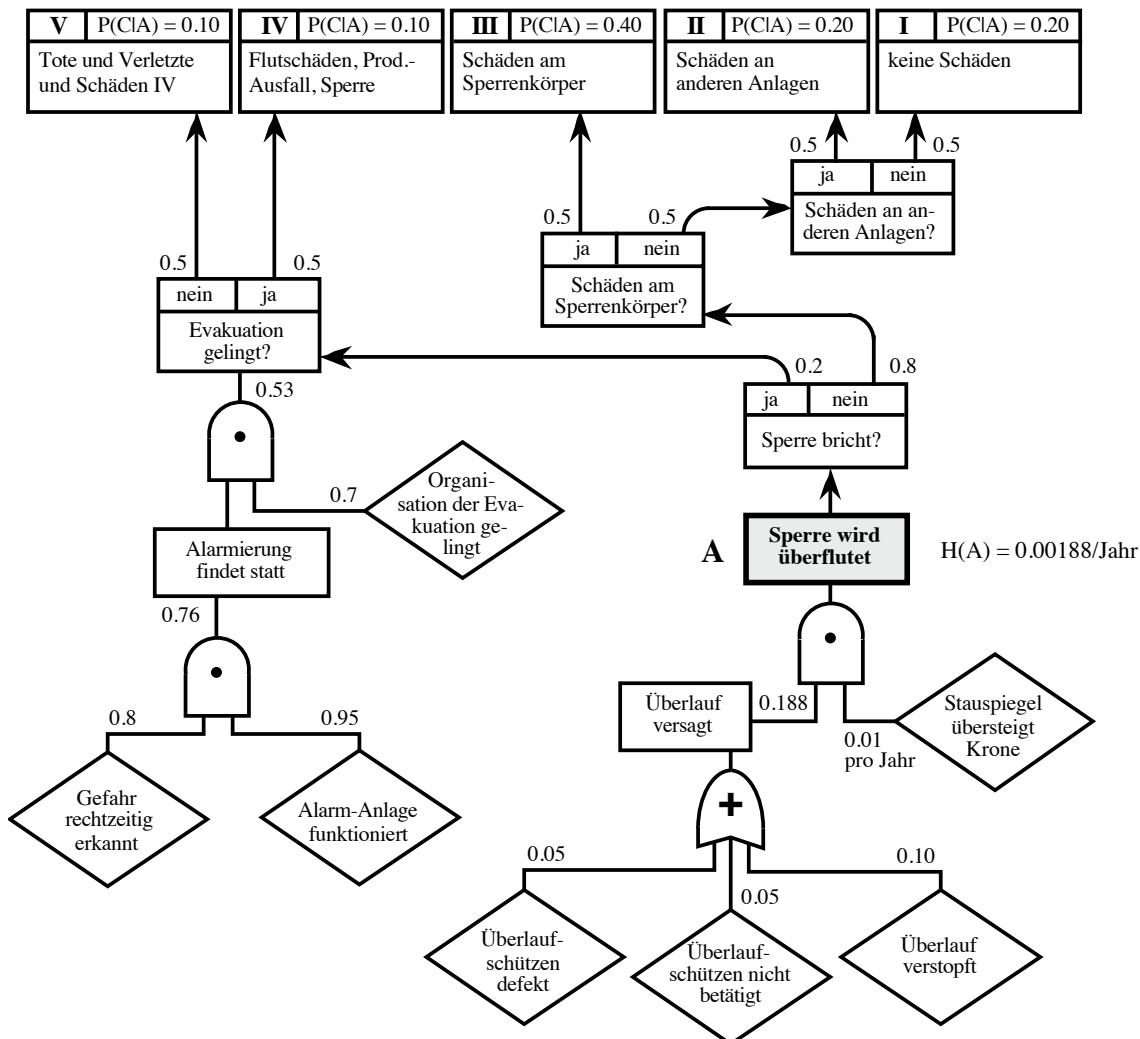 V P(C|A) = 0.10
Tote und Verletzte
und Schäden IV
IV P(C|A) = 0.10
Flutschäden, Prod.-
Ausfall, Sperre
III P(C|A) = 0.40
Schäden am
Sperrenkörper
II P(C|A) = 0.20
Schäden an
anderen Anlagen
I P(C|A) = 0.20
keine Schäden
0.5
0.5
ja
nein
Schäden an an-
deren Anlagen?
0.5
0.5
ja
nein
Schäden am
Sperrenkörper?
0.5
0.5
nein
ja
Evakuation
gelingt?
0.53
0.2
0.8
ja
nein
Sperre bricht?
0.7
Organi-
sation der Eva-
kuation ge-
lingt
Alarmierung
findet statt
A
Sperre wird
überflutet
H(A) = 0.00188/Jahr
0.76
0.8
0.95
Gefahr
rechtzeitig
erkannt
Alarm-Anlage
funktioniert
Überlauf
versagt
0.188
0.01
pro Jahr
Stauspiegel
übersteigt
Krone
+
0.05
0.05
0.10
Überlauf-
schützen
defekt
Überlauf-
schützen nicht
betätigt
Überlauf
verstopft